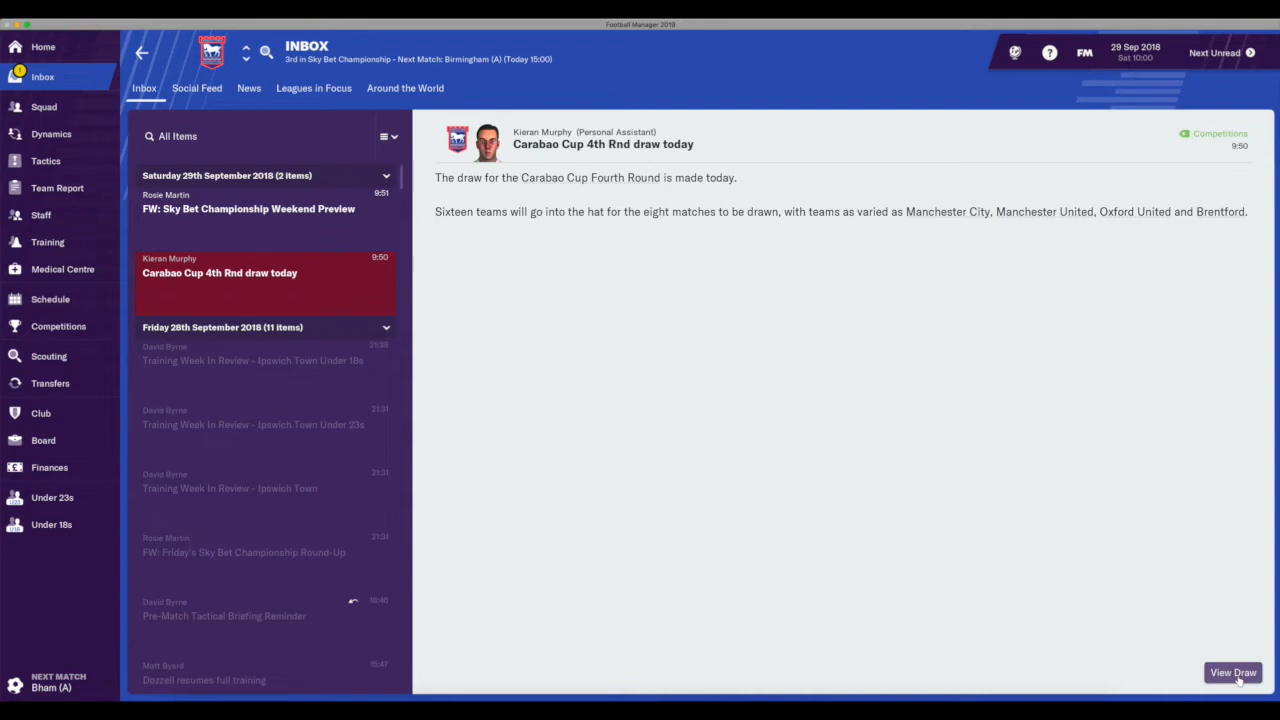 Football Manager 2019
Home
Inbox
Squad
Dynamics
Tactics
Team Report
Staff
Training
Medical Centre
Schedule
Competitions
Scouting
Transfers
Club
Board
Finances
Under 23s
Under 18s
NEXT MATCH
Bham (A)
INBOX
3rd in Sky Bet Championship - Next Match: Birmingham (A) (Today 15:00)
FM
29 Sep 2018
Sat 10:00
Next Unread
Inbox Social Feed News Leagues in Focus Around the World
All Items
Saturday 29th September 2018 (2 items)
Rosie Martin 9:51
FW: Sky Bet Championship Weekend Preview
Kieran Murphy 9:50
Carabao Cup 4th Rnd draw today
Friday 28th September 2018 (11 items)
David Byrne 21:38
Training Week In Review - Ipswich Town Under 18s
David Byrne 21:31
Training Week In Review - Ipswich Town Under 23s
David Byrne 21:31
Training Week In Review - Ipswich Town
Rosie Martin 21:31
FW: Friday's Sky Bet Championship Round-Up
David Byrne 18:46
Pre-Match Tactical Briefing Reminder
Matt Byard 15:47
Dozzell resumes full training
Kieran Murphy (Personal Assistant)
Carabao Cup 4th Rnd draw today
Competitions
9:50
The draw for the Carabao Cup Fourth Round is made today.
Sixteen teams will go into the hat for the eight matches to be drawn, with teams as varied as Manchester City, Manchester United, Oxford United and Brentford.
View Draw